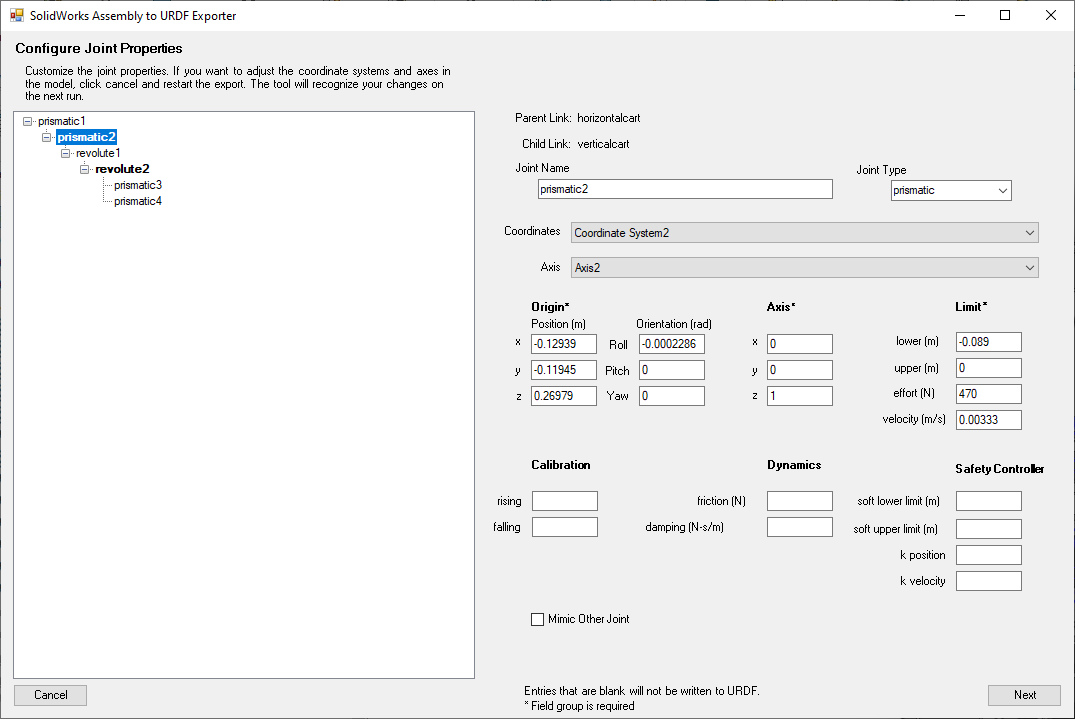 SolidWorks Assembly to URDF Exporter
Configure Joint Properties
Customize the joint properties. If you want to adjust the coordinate systems and axes in
the model, click cancel and restart the export. The tool will recognize your changes on
the next run.
prismatic1
prismatic2
revolute1
revolute2
prismatic3
prismatic4
Parent Link: horizontalcart
Child Link: verticalcart
Joint Name
prismatic2
Joint Type
prismatic
Coordinates Coordinate System2
Axis Axis2
Origin* Axis* Limit*
Position (m) Orientation (rad)
x -0.12939 Roll -0.0002286 x 0 lower (m) -0.089
y -0.11945 Pitch 0 y 0 upper (m) 0
z 0.26979 Yaw 0 z 1 effort (N) 470
velocity (m/s) 0.00333
Calibration Dynamics Safety Controller
rising friction (N) soft lower limit (m)
falling damping (N-s/m) soft upper limit (m)
k position
k velocity
Mimic Other Joint
Entries that are blank will not be written to URDF.
* Field group is required
Cancel Next